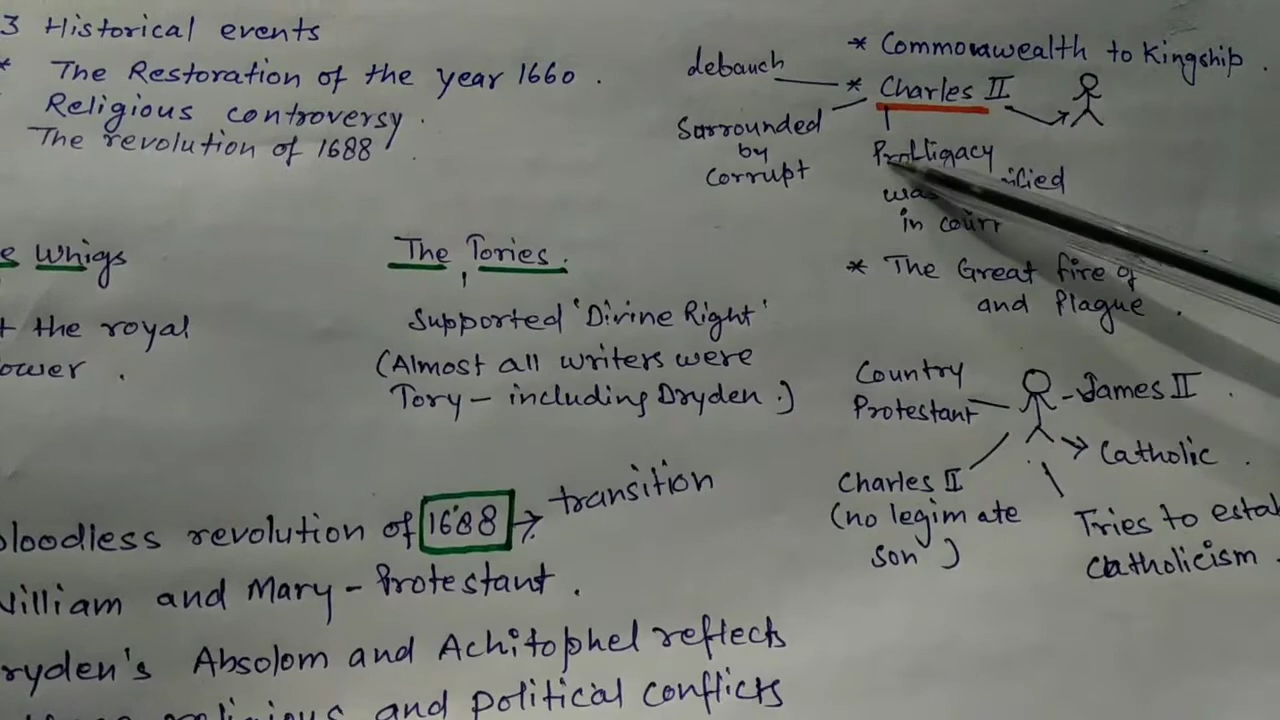 3 Historical events
* The Restoration of the year 1660 .
Religious controversy .
The revolution of 1688
* Commonawealth to Kingship .
debauch
* Charles II
Surrounded
by
corrupt
Profligacy
was
in court
* The Great fire of
and Plague .
Whigs
the royal
The Tories .
Supported 'Divine Right'
(Almost all writers were
Tory - including Dryden .)
Country
Protestant
- James II .
Catholic .
Charles II
(no legim ate
son )
Tries to
Catholicism .
bloodless revolution of 1688 → transition
William and Mary - Protestant .
Dryden's Absolom and Achitophel reflects
and political conflicts